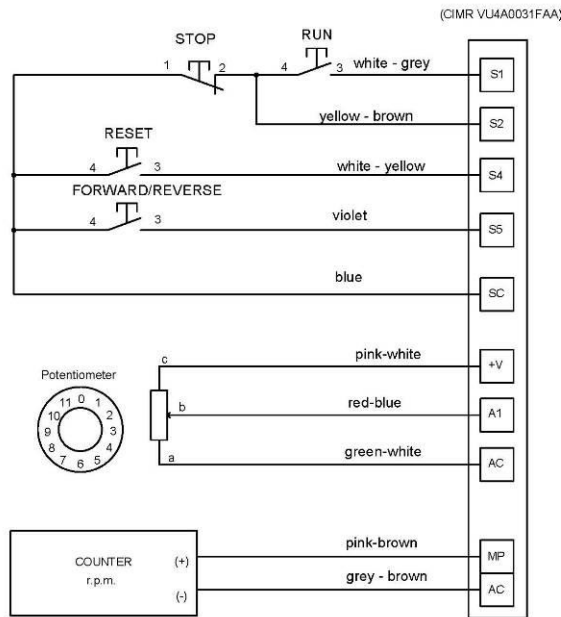 (CIMR VU4A0031FAA)
STOP
RUN
1 2 4 3 white - grey S1
yellow - brown S2
RESET
4 3 white - yellow S4
FORWARD/REVERSE
4 3 violet S5
blue SC
c pink-white +V
Potentiometer
0 1 2 3 4 5 6 7 8 9 10 11
b red-blue A1
a green-white AC
pink-brown MP
COUNTER (+)
r.p.m.
grey - brown AC
(-)